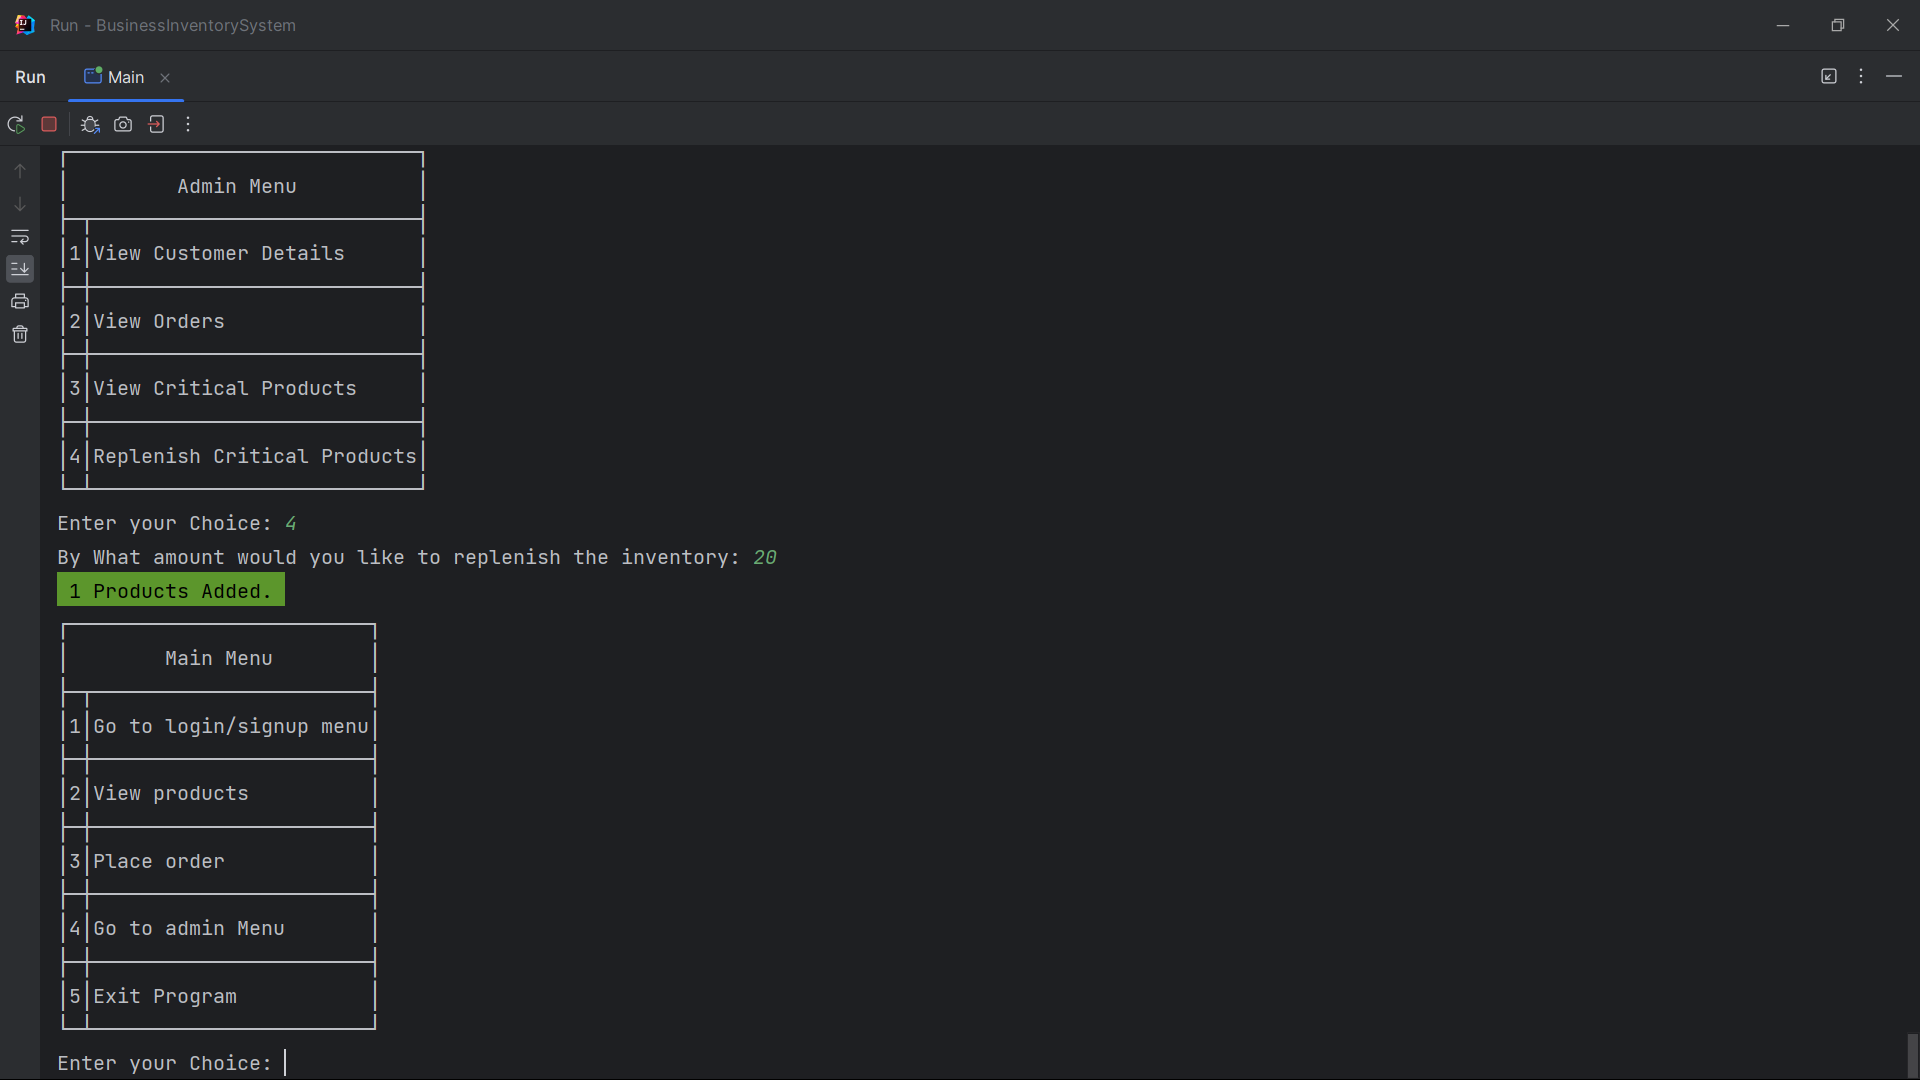 Run - BusinessInventorySystem
Run Main
Admin Menu
1 View Customer Details
2 View Orders
3 View Critical Products
4 Replenish Critical Products
Enter your Choice: 4
By What amount would you like to replenish the inventory: 20
1 Products Added.
Main Menu
1 Go to login/signup menu
2 View products
3 Place order
4 Go to admin Menu
5 Exit Program
Enter your Choice: